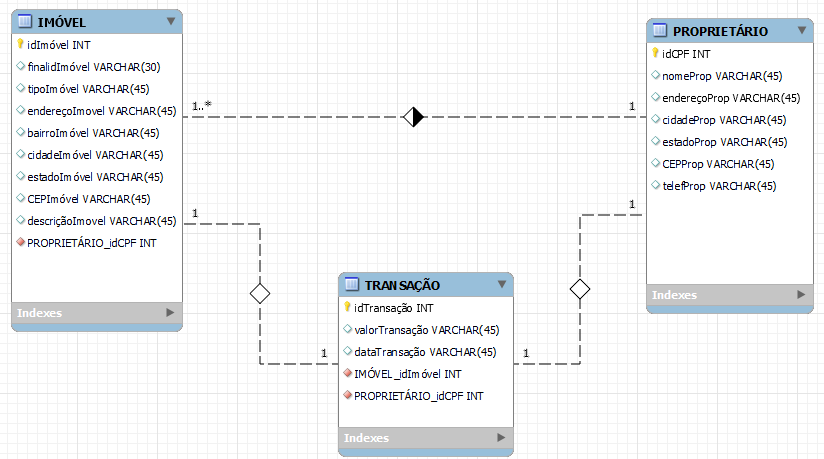 IMÓVEL
idImóvel INT
finalidImóvel VARCHAR(30)
tipoImóvel VARCHAR(45)
endereçoImovel VARCHAR(45)
bairroImóvel VARCHAR(45)
cidadeImóvel VARCHAR(45)
estadoImóvel VARCHAR(45)
CEPImóvel VARCHAR(45)
descriçãoImovel VARCHAR(45)
PROPRIETÁRIO_idCPF INT
Indexes
1..*
1
PROPRIETÁRIO
idCPF INT
nomeProp VARCHAR(45)
endereçoProp VARCHAR(45)
cidadeProp VARCHAR(45)
estadoProp VARCHAR(45)
CEPProp VARCHAR(45)
telefProp VARCHAR(45)
Indexes
1
1
TRANSAÇÃO
idTransação INT
valorTransação VARCHAR(45)
dataTransação VARCHAR(45)
IMÓVEL_idImóvel INT
PROPRIETÁRIO_idCPF INT
Indexes
1
1